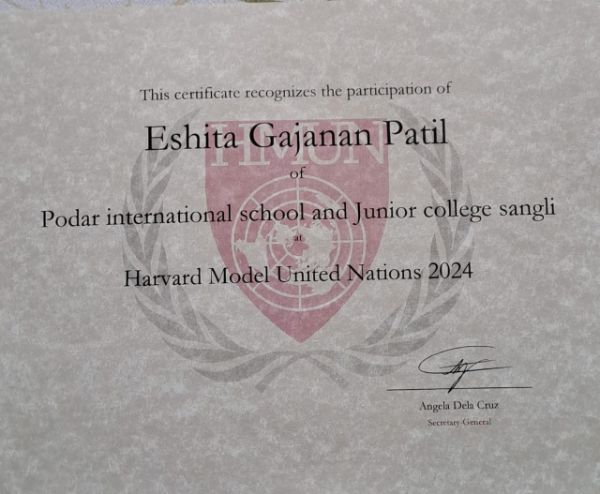 This certificate recognizes the participation of
Eshita Gajanan Patil
HMUN
of
Podar international school and Junior college sangli
at
Harvard Model United Nations 2024
Angela Dela Cruz
Secretary-General